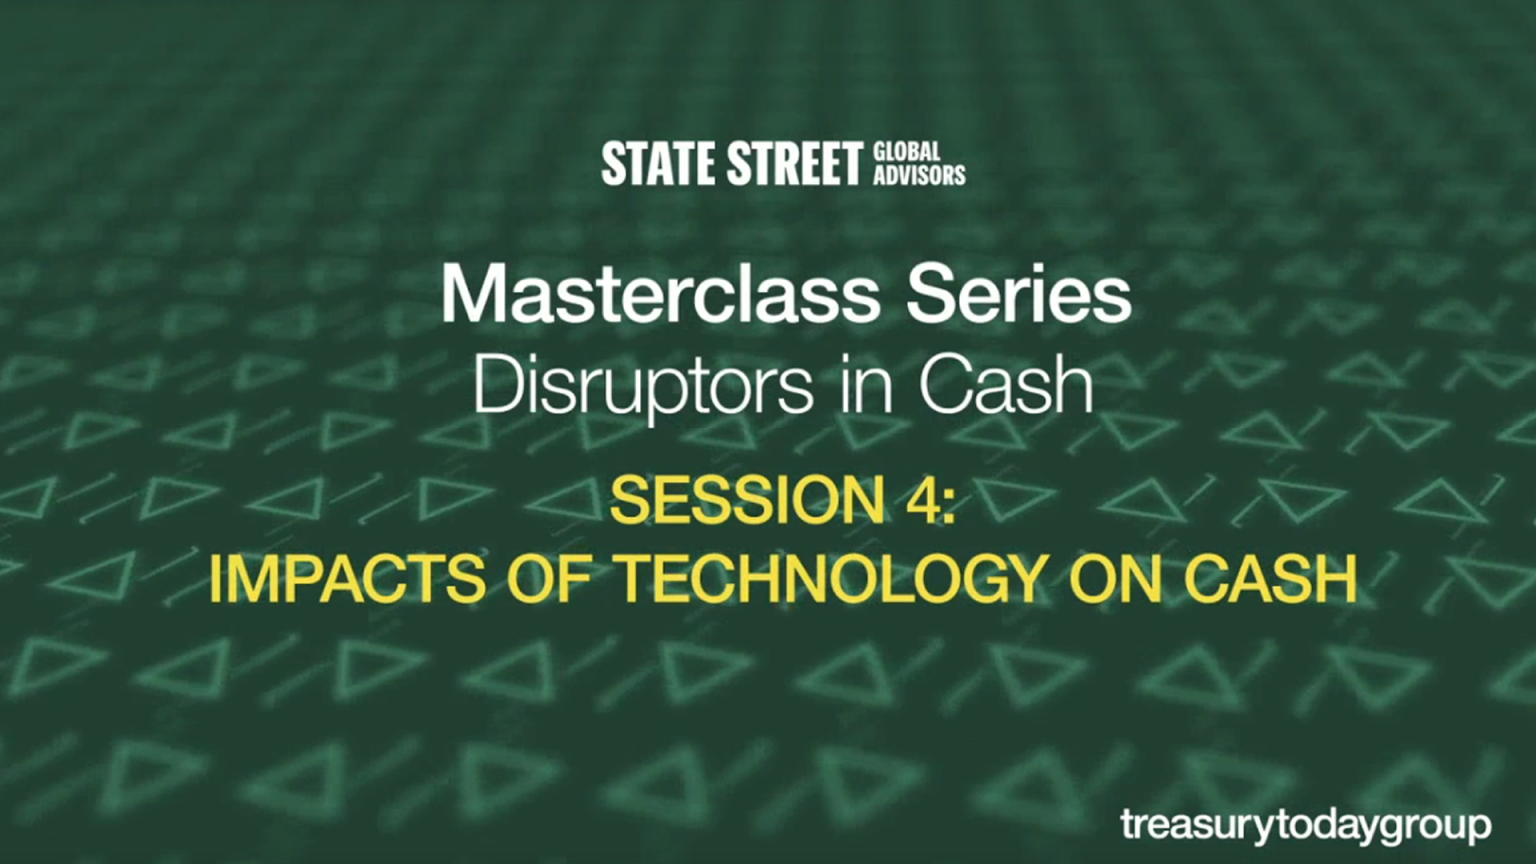 STATE STREET GLOBAL ADVISORS
Masterclass Series
Disruptors in Cash
SESSION 4:
IMPACTS OF TECHNOLOGY ON CASH
treasurytodaygroup